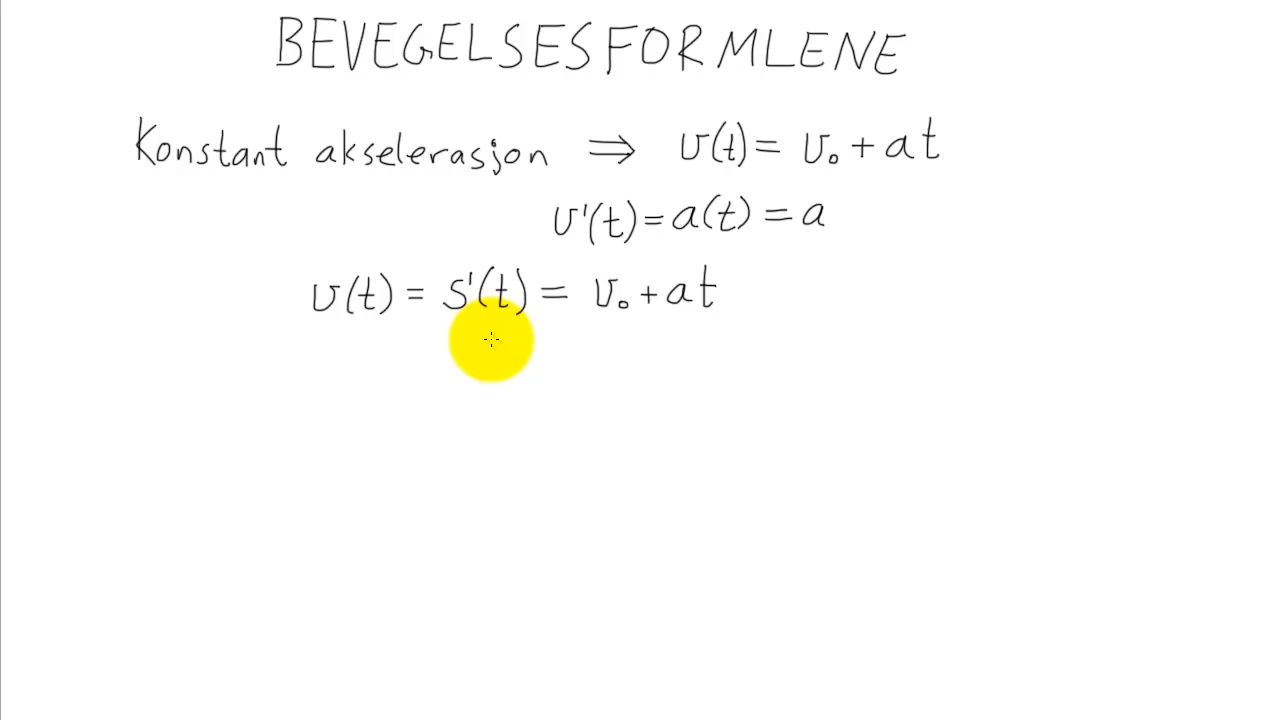 BEVEGELSESFORMLENE
Konstant akselerasjon ⇒ v(t) = v₀ + at
v'(t) = a(t) = a
v(t) = s'(t) = v₀ + at